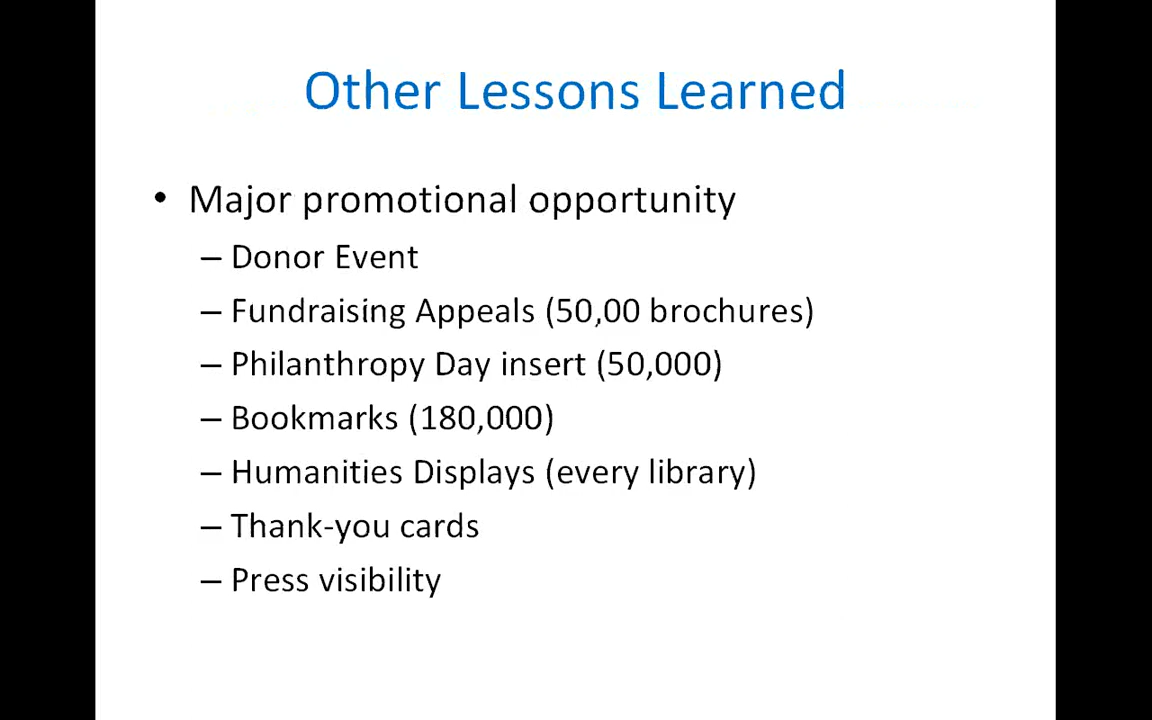 Other Lessons Learned
• Major promotional opportunity
– Donor Event
– Fundraising Appeals (50,00 brochures)
– Philanthropy Day insert (50,000)
– Bookmarks (180,000)
– Humanities Displays (every library)
– Thank-you cards
– Press visibility